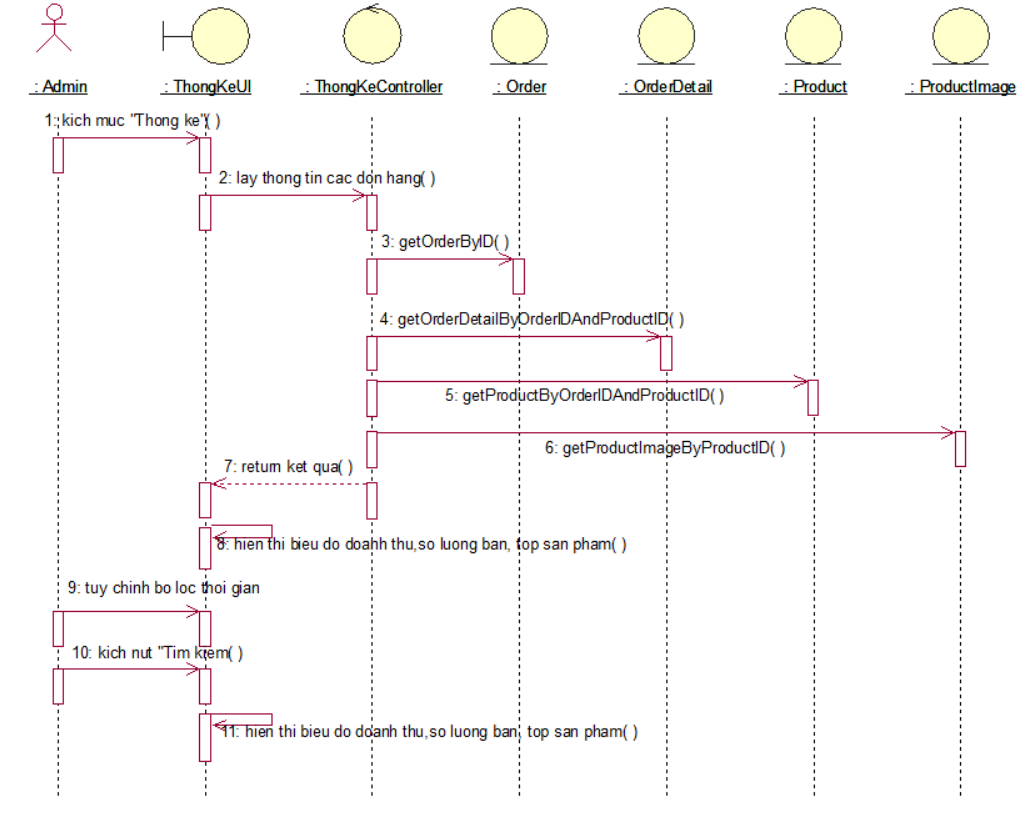 : Admin
: ThongKeUI
: ThongKeController
: Order
: OrderDetail
: Product
: ProductImage
1: kich muc "Thong ke"( )
2: lay thong tin cac don hang( )
3: getOrderByID( )
4: getOrderDetailByOrderIDAndProductID( )
5: getProductByOrderIDAndProductID( )
6: getProductImageByProductID( )
7: return ket qua( )
8: hien thi bieu do doanh thu,so luong ban, top san pham( )
9: tuy chinh bo loc thoi gian
10: kich nut "Tim kiem( )
11: hien thi bieu do doanh thu,so luong ban, top san pham( )